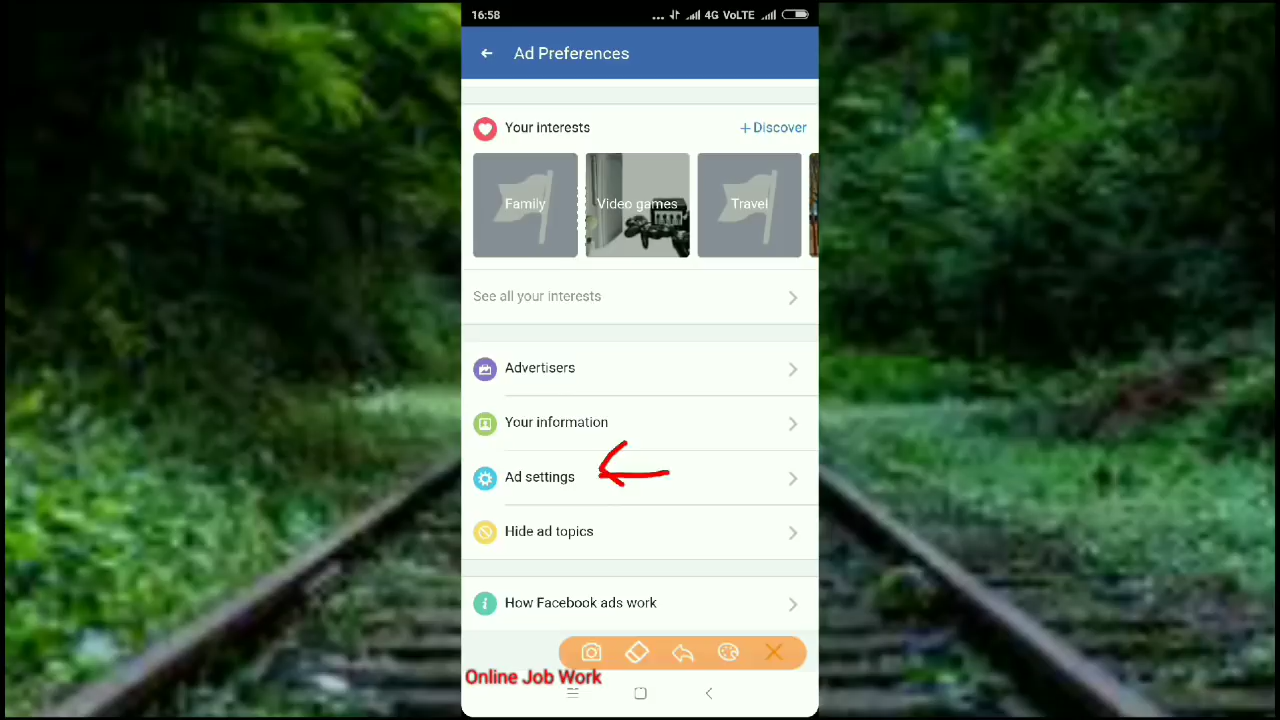 16:58
... 4G VoLTE
Ad Preferences
Your interests
+ Discover
Family
Video games
Travel
See all your interests
Advertisers
Your information
Ad settings
Hide ad topics
How Facebook ads work
Online Job Work